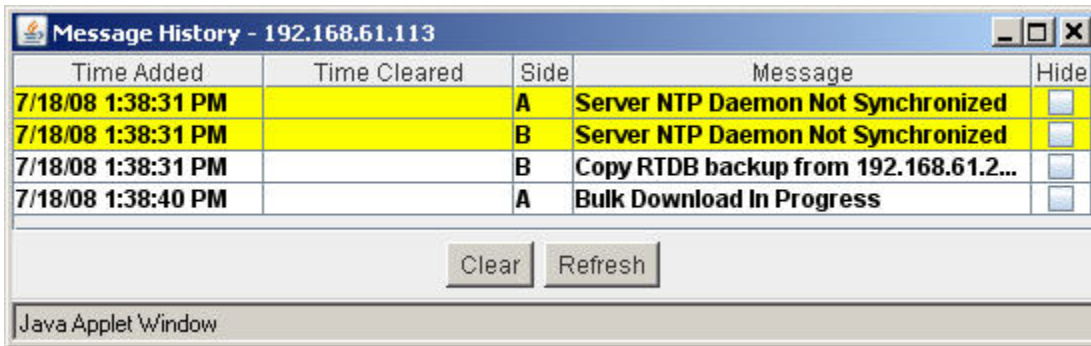 Message History - 192.168.61.113
Time Added Time Cleared Side Message Hide
7/18/08 1:38:31 PM A Server NTP Daemon Not Synchronized
7/18/08 1:38:31 PM B Server NTP Daemon Not Synchronized
7/18/08 1:38:31 PM B Copy RTDB backup from 192.168.61.2...
7/18/08 1:38:40 PM A Bulk Download In Progress
Clear Refresh
Java Applet Window